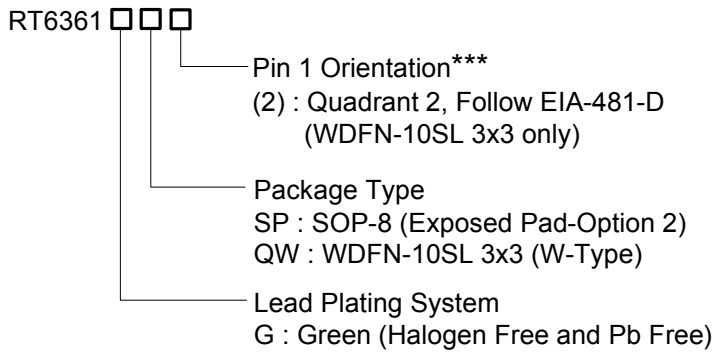 RT6361
Pin 1 Orientation***
(2) : Quadrant 2, Follow EIA-481-D
(WDFN-10SL 3x3 only)
Package Type
SP : SOP-8 (Exposed Pad-Option 2)
QW : WDFN-10SL 3x3 (W-Type)
Lead Plating System
G : Green (Halogen Free and Pb Free)